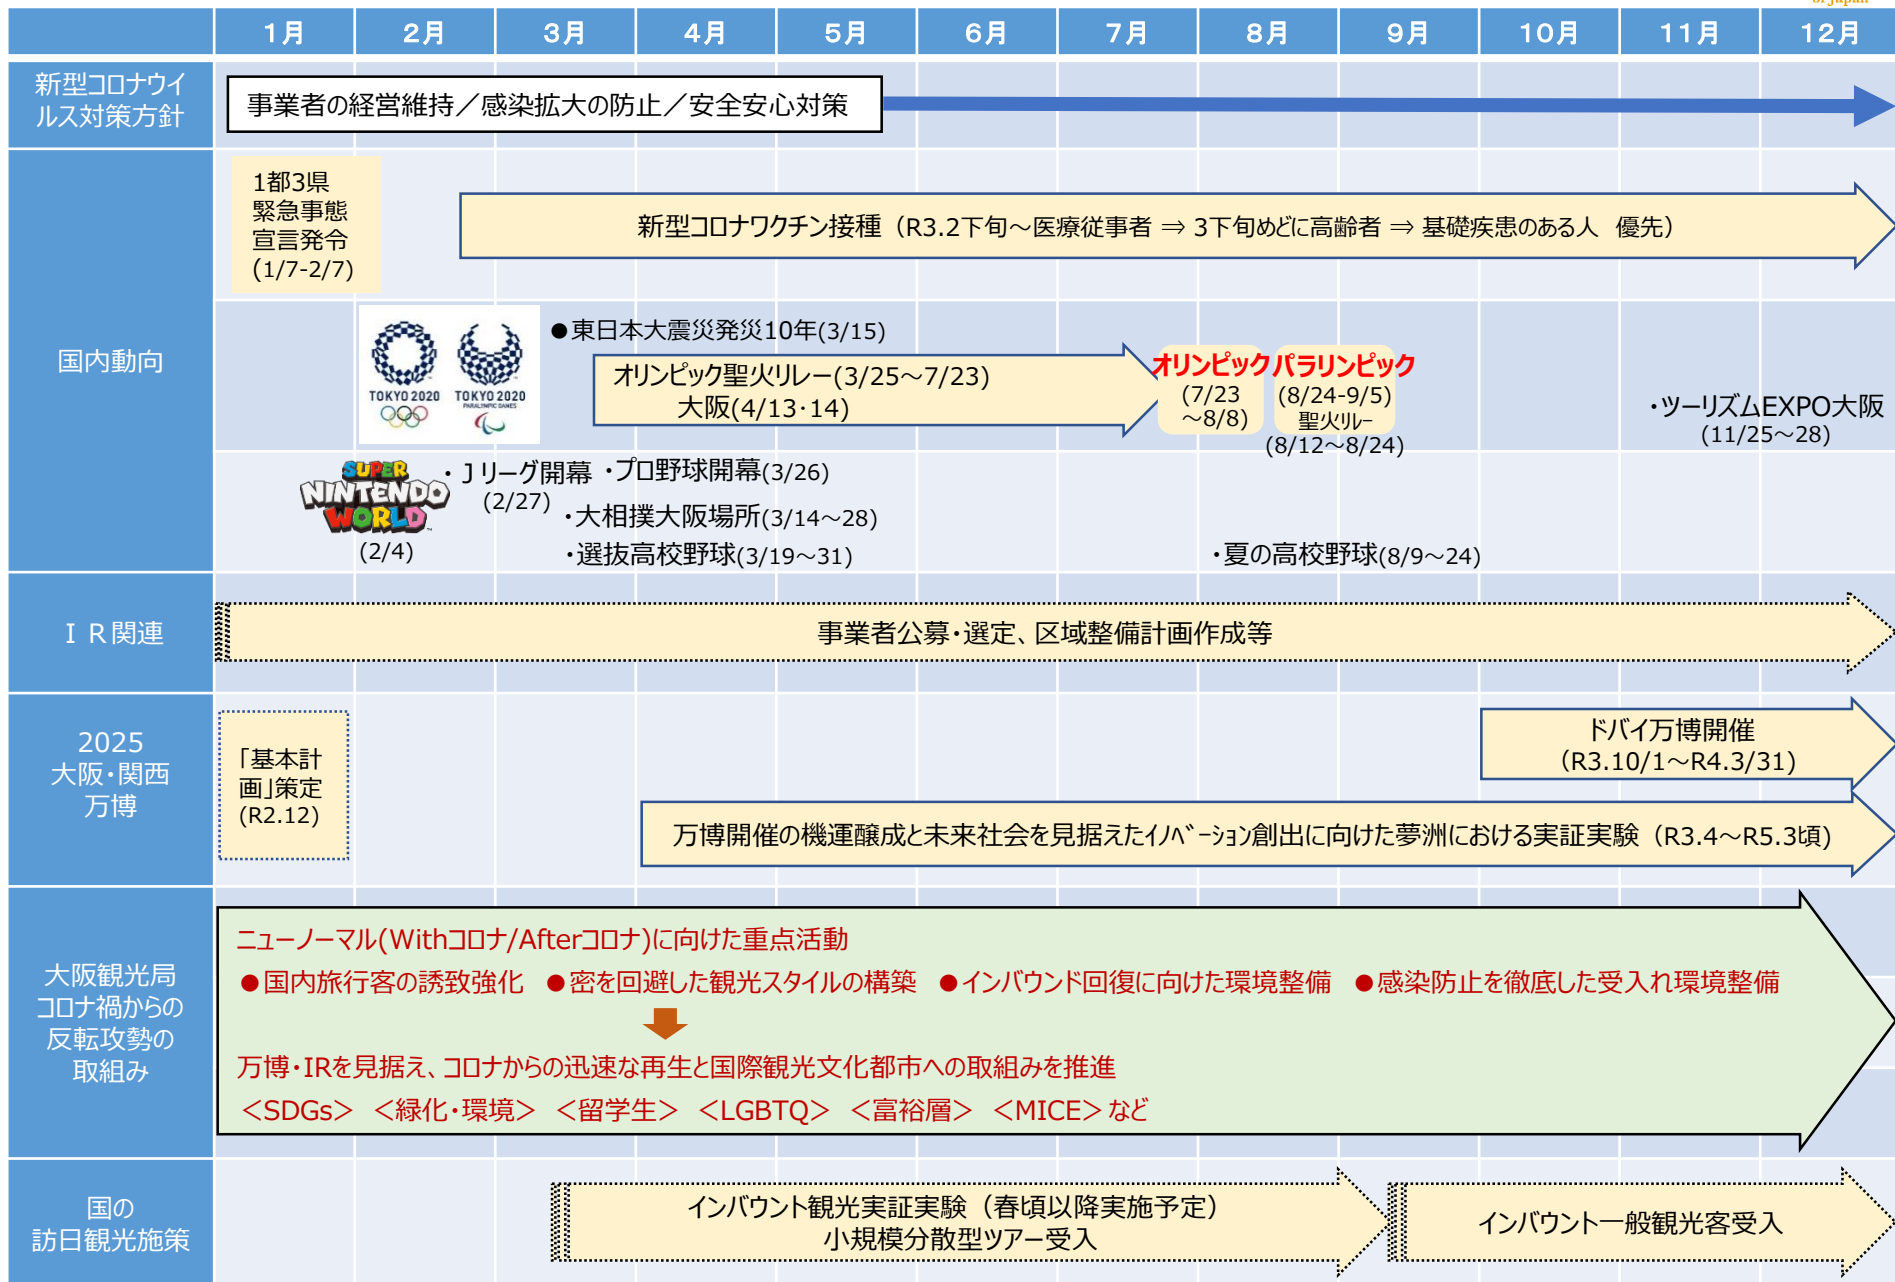 of Japan
1月 2月 3月 4月 5月 6月 7月 8月 9月 10月 11月 12月
新型コロナウイ
ルス対策方針
事業者の経営維持／感染拡大の防止／安全安心対策
国内動向
1都3県
緊急事態
宣言発令
(1/7-2/7)
新型コロナワクチン接種（R3.2下旬～医療従事者 ⇒ 3下旬めどに高齢者 ⇒ 基礎疾患のある人 優先）
TOKYO 2020
TOKYO 2020
PARALYMPIC GAMES
●東日本大震災発災10年(3/15)
オリンピック聖火リレー(3/25～7/23)
大阪(4/13・14)
オリンピック
(7/23
～8/8)
パラリンピック
(8/24-9/5)
聖火リレー
(8/12～8/24)
・ツーリズムEXPO大阪
(11/25～28)
SUPER
NINTENDO
WORLD
(2/4)
・Jリーグ開幕
(2/27)
・プロ野球開幕(3/26)
・大相撲大阪場所(3/14～28)
・選抜高校野球(3/19～31)
・夏の高校野球(8/9～24)
ＩＲ関連
事業者公募・選定、区域整備計画作成等
2025
大阪・関西
万博
「基本計
画」策定
(R2.12)
ドバイ万博開催
(R3.10/1～R4.3/31)
万博開催の機運醸成と未来社会を見据えたイノベーション創出に向けた夢洲における実証実験（R3.4～R5.3頃）
大阪観光局
コロナ禍からの
反転攻勢の
取組み
ニューノーマル(Withコロナ/Afterコロナ)に向けた重点活動
●国内旅行客の誘致強化 ●密を回避した観光スタイルの構築 ●インバウンド回復に向けた環境整備 ●感染防止を徹底した受入れ環境整備
万博・IRを見据え、コロナからの迅速な再生と国際観光文化都市への取組みを推進
＜SDGs＞ ＜緑化・環境＞ ＜留学生＞ ＜LGBTQ＞ ＜富裕層＞ ＜MICE＞など
国の
訪日観光施策
インバウント観光実証実験（春頃以降実施予定）
小規模分散型ツアー受入
インバウント一般観光客受入